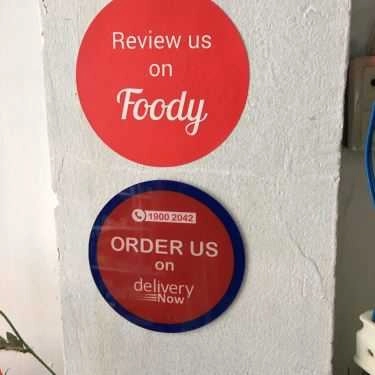 Review us
on
Foody
1900 2042
ORDER US
on
delivery
Now